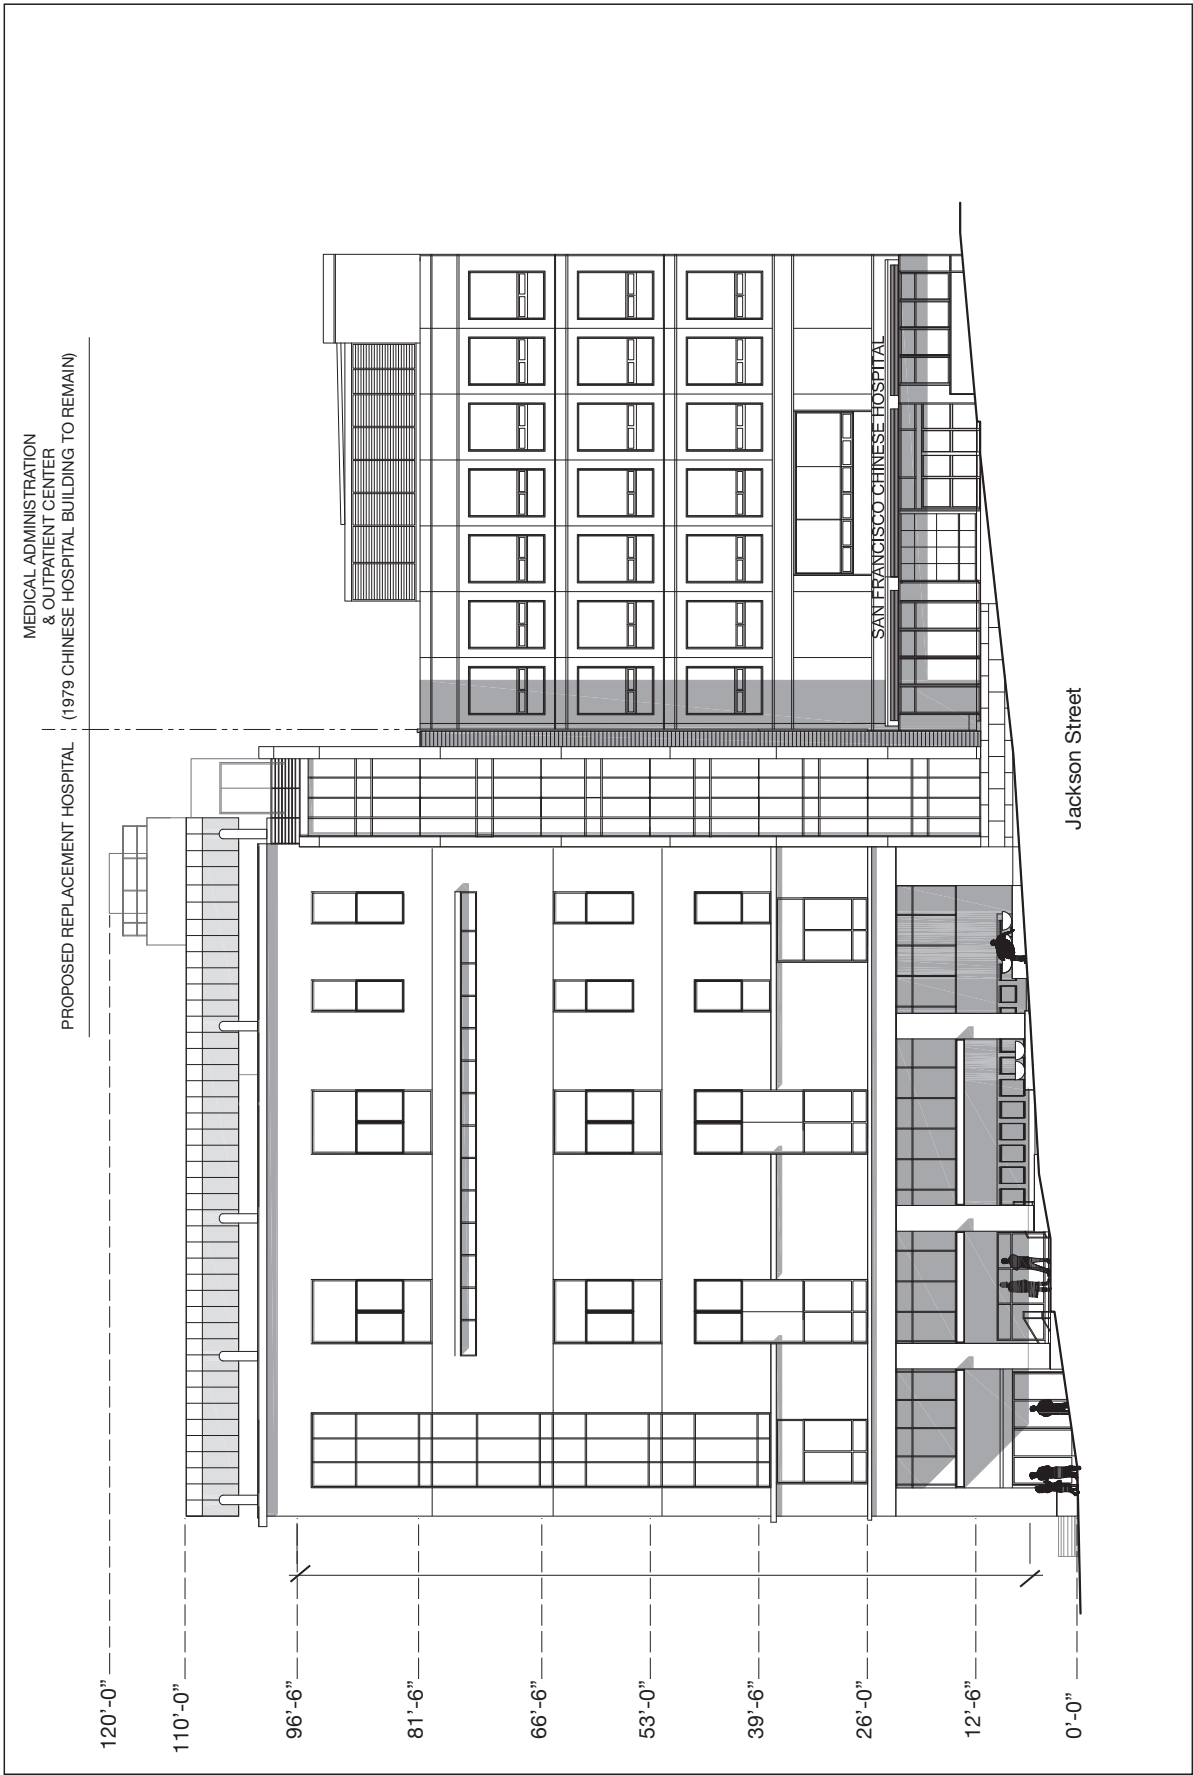 MEDICAL ADMINISTRATION
& OUTPATIENT CENTER
PROPOSED REPLACEMENT HOSPITAL
(1979 CHINESE HOSPITAL BUILDING TO REMAIN)
120'-0"
110'-0"
96'-6"
81'-6"
66'-6"
53'-0"
39'-6"
26'-0"
12'-6"
0'-0"
SAN FRANCISCO CHINESE HOSPITAL
Jackson Street